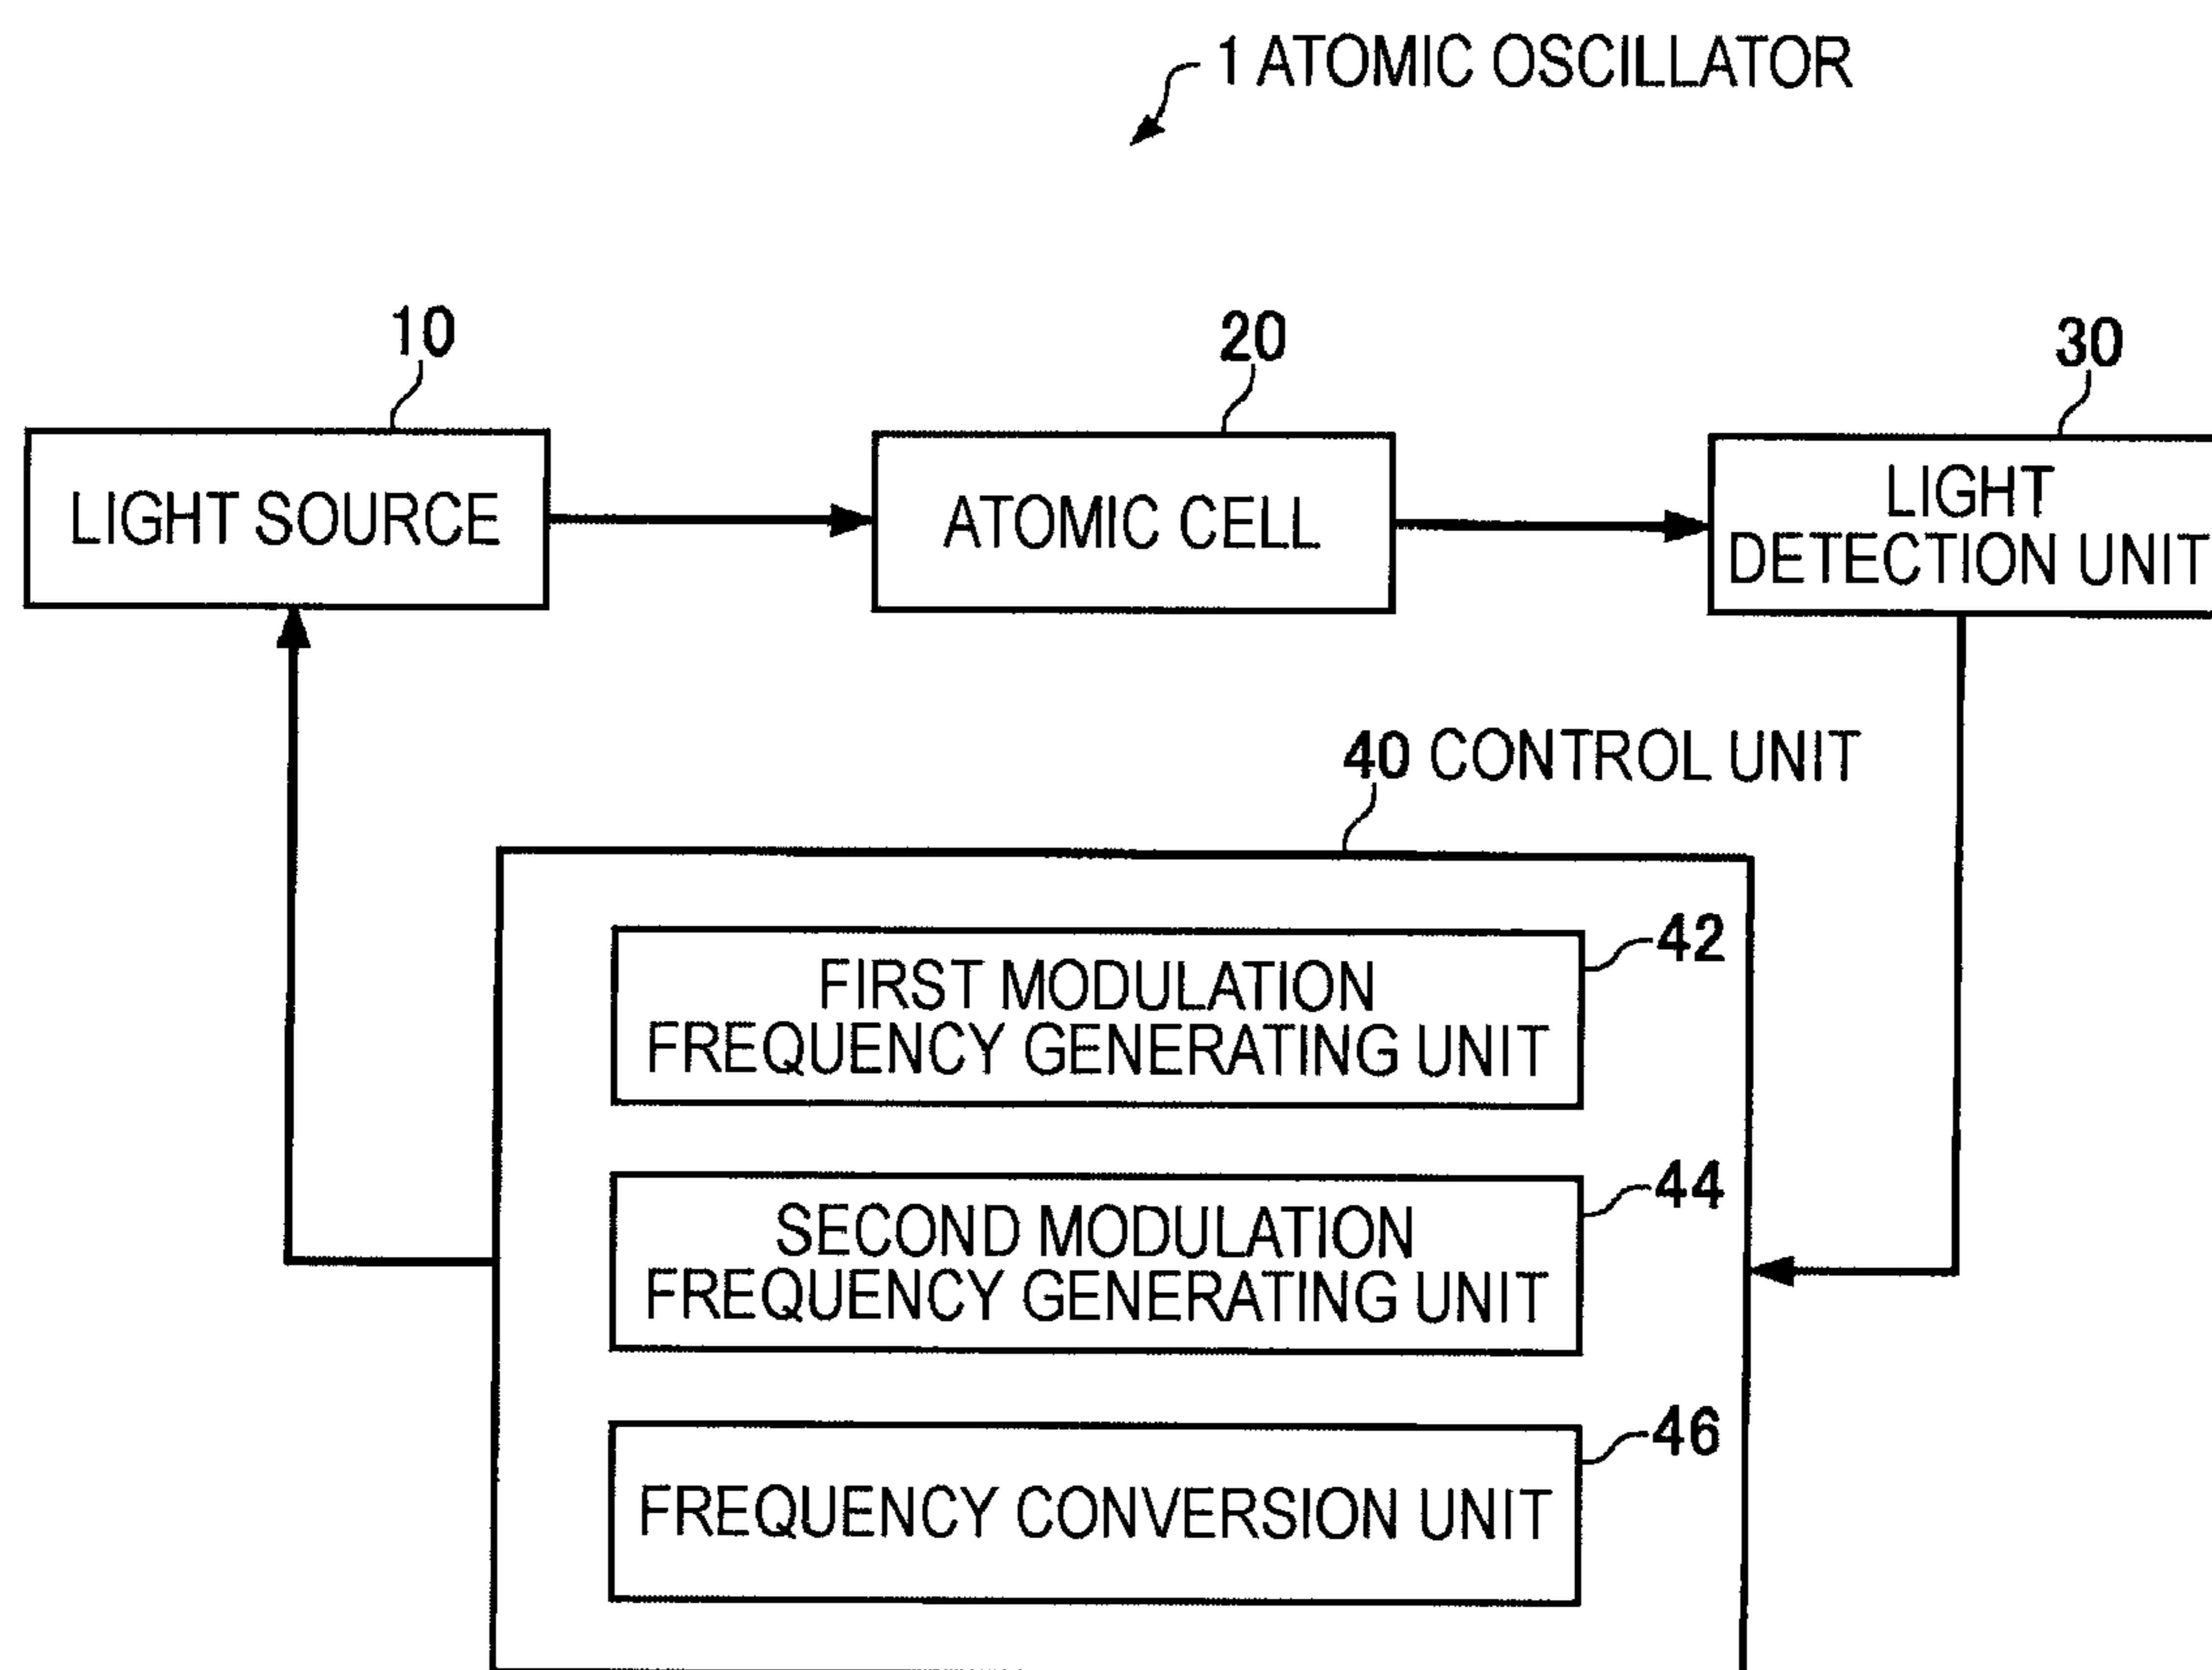 1 ATOMIC OSCILLATOR
10
20
30
LIGHT SOURCE
ATOMIC CELL
LIGHT
DETECTION UNIT
40 CONTROL UNIT
42
FIRST MODULATION
FREQUENCY GENERATING UNIT
44
SECOND MODULATION
FREQUENCY GENERATING UNIT
46
FREQUENCY CONVERSION UNIT